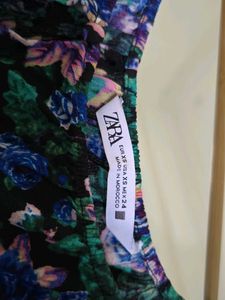 ZARA
EUR XS USA XS MEX 24
MADE
IN MOROCCO